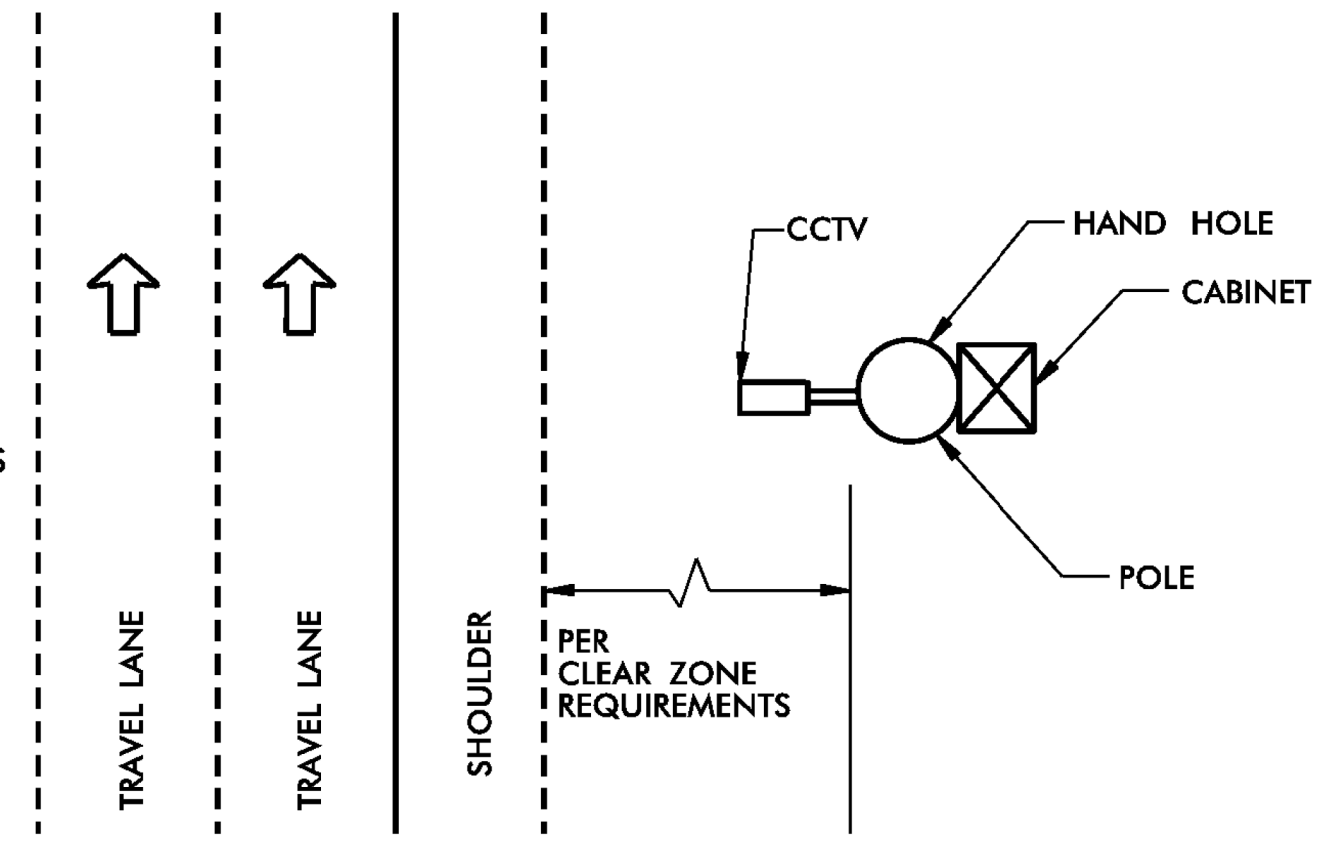 CCTV
HAND HOLE
CABINET
POLE
PER
CLEAR ZONE
REQUIREMENTS
TRAVEL LANE
TRAVEL LANE
SHOULDER